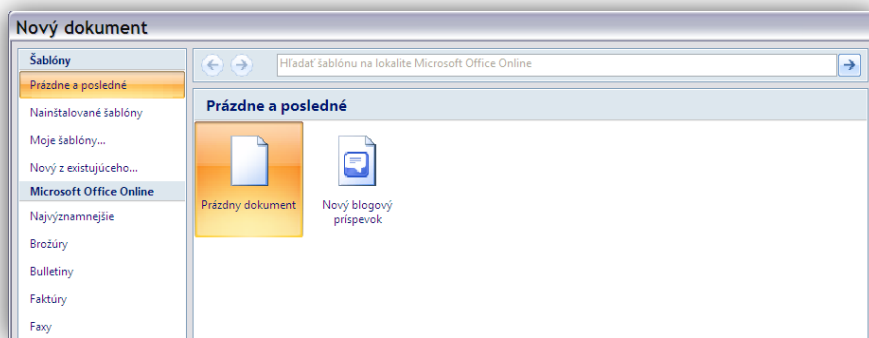 Nový dokument
Šablóny
Prázdne a posledné
Nainštalované šablóny
Moje šablóny...
Nový z existujúceho...
Microsoft Office Online
Najvýznamnejšie
Brožúry
Bulletiny
Faktúry
Faxy
Hľadať šablónu na lokalite Microsoft Office Online
Prázdne a posledné
Prázdny dokument
Nový blogový
príspevok